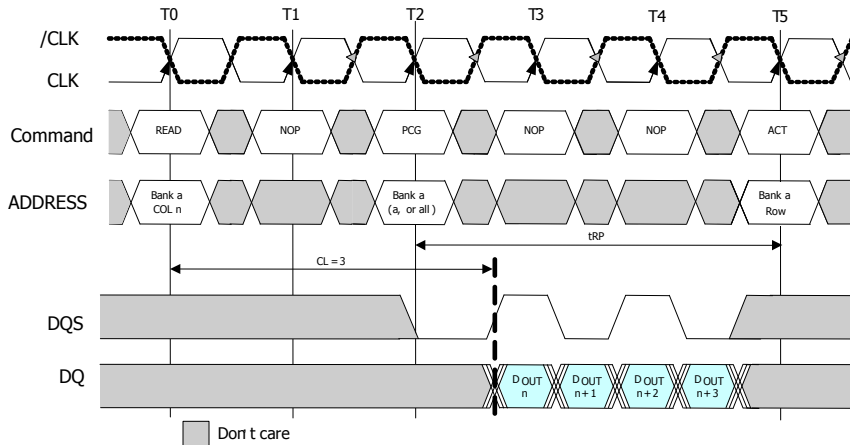 T0 T1 T2 T3 T4 T5
/CLK
CLK
Command READ NOP PCG NOP NOP ACT
ADDRESS Bank a COL n Bank a (a, or all) Bank a Row
tRP
CL = 3
DQS
DQ DOUT n DOUT n + 1 DOUT n + 2 DOUT n + 3
Don't care